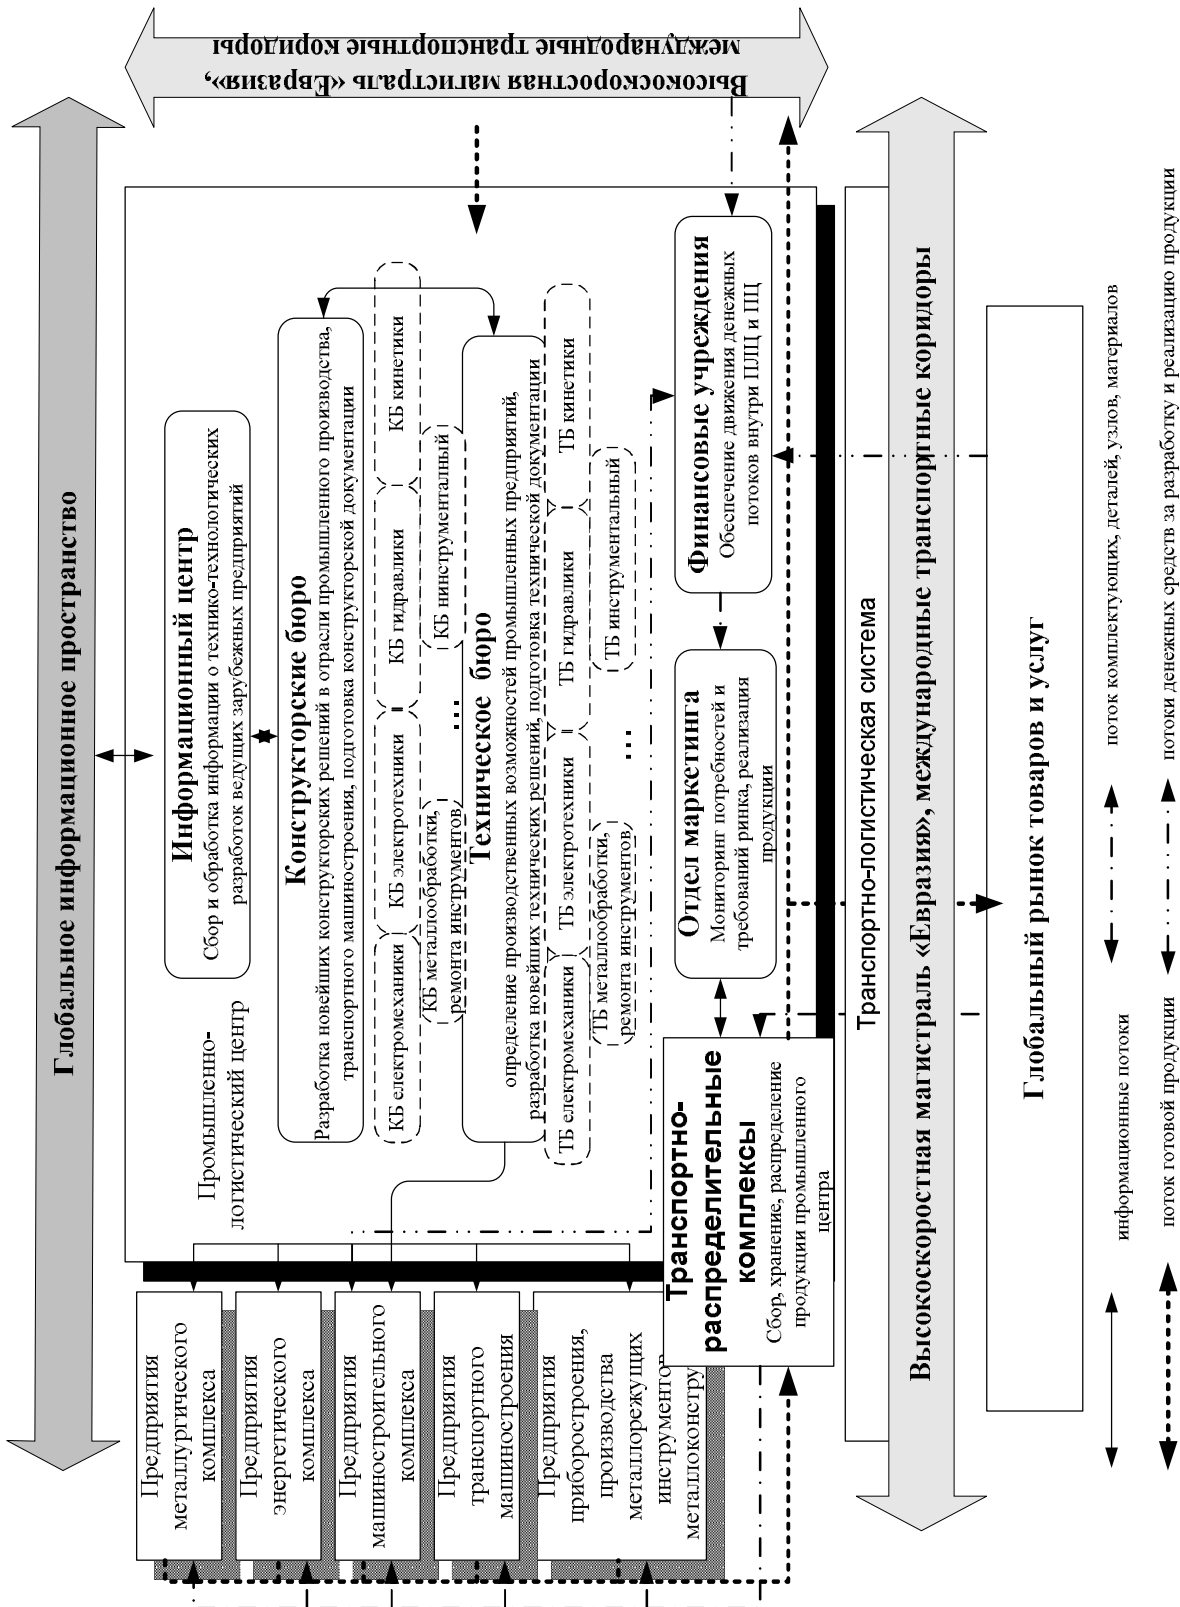 Глобальное информационное пространство
Высокоскоростная магистраль «Евразия»,
международные транспортные коридоры
Промышленно-
логистический центр
Информационный центр
Сбор и обработка информации о технико-технологических
разработок ведущих зарубежных предприятий
Конструкторские бюро
Разработка новейших конструкторских решений в отрасли промышленного производства,
транспортного машиностроения, подготовка конструкторской документации
КБ електромеханики
КБ электротехники
КБ гидравлики
КБ кинетики
КБ металлообработки,
ремонта инструментов
...
КБ нинструменталный
Техническое бюро
определение производственных возможностей промышленных предприятий,
разработка новейших технических решений, подготовка технической документации
ТБ електромеханики
ТБ электротехники
ТБ гидравлики
ТБ кинетики
ТБ металлообработки,
ремонта инструментов
...
ТБ инструментальный
Предприятия
металлургического
комплекса
Предприятия
энергетического
комплекса
Предприятия
машиностроительного
комплекса
Предприятия
транспортного
машиностроения
Предприятия
приборостроения,
производства
металлорежущих
инструментов
металлоконстру
Транспортно-
распределительные
комплексы
Сбор, хранение, распределение
продукции промышленного
центра
Отдел маркетинга
Мониторинг потребностей и
требований ринка, реализация
продукции
Финансовые учреждения
Обеспечение движения денежных
потоков внутри ПЛЦ и ПЦ
Транспортно-логистическая система
Высокоскоростная магистраль «Евразия», международные транспортные коридоры
Глобальный рынок товаров и услуг
информационные потоки
поток комплектующих, деталей, узлов, материалов
поток готовой продукции
потоки денежных средств за разработку и реализацию продукции